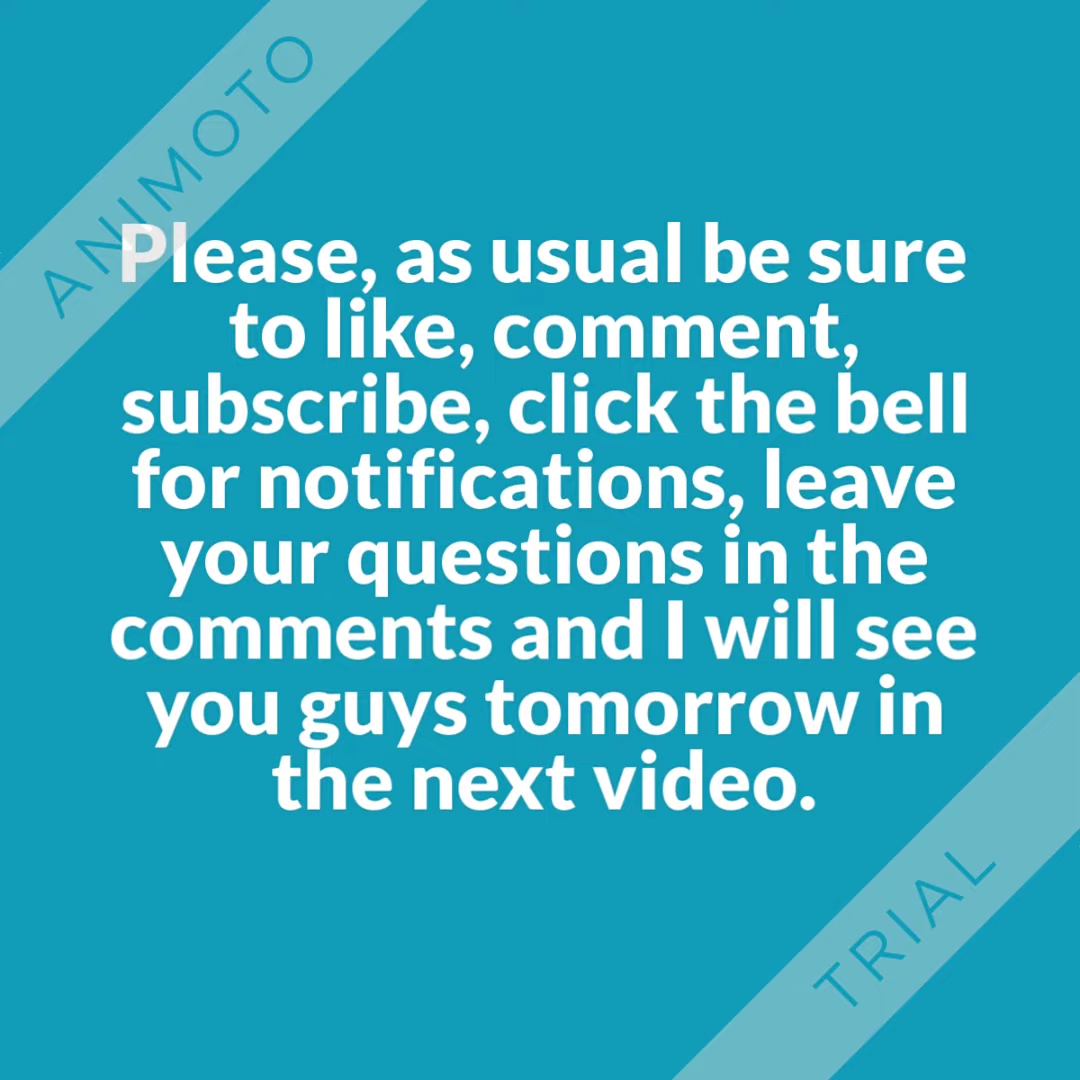 ANIMOTO
Please, as usual be sure
to like, comment,
subscribe, click the bell
for notifications, leave
your questions in the
comments and I will see
you guys tomorrow in
the next video.
TRIAL